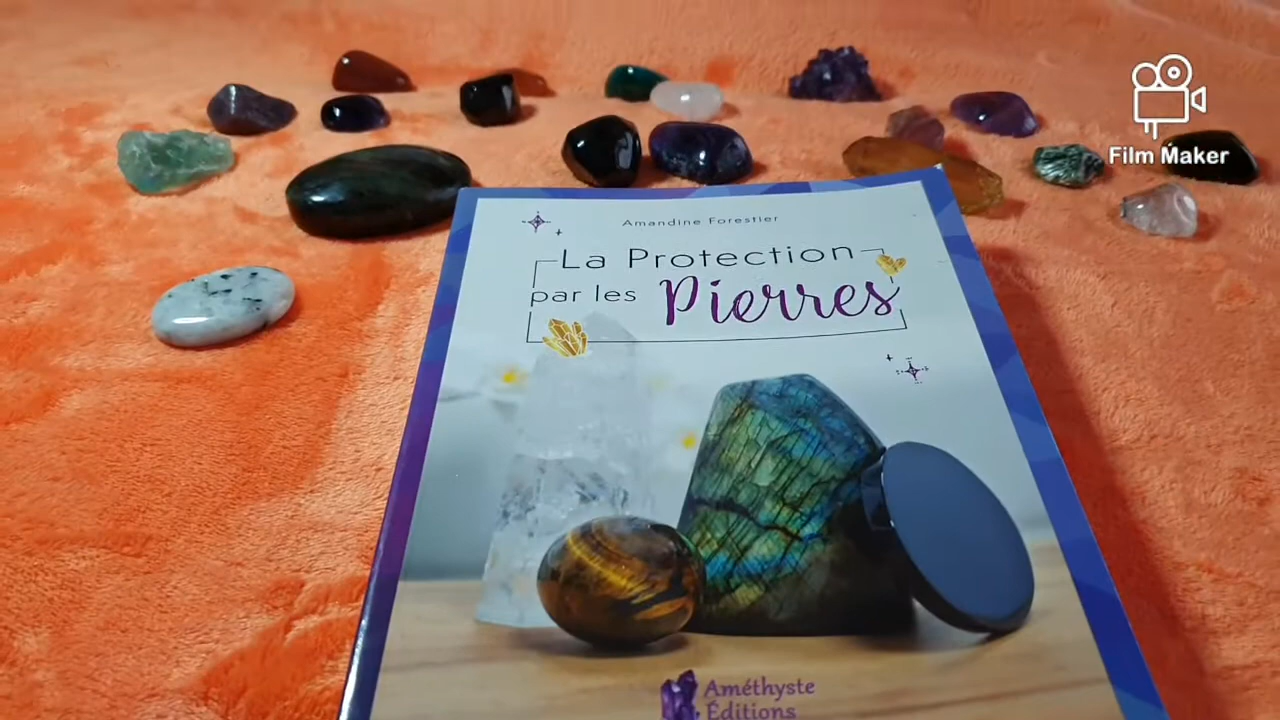 Film Maker
Amandine Forestier
La Protection
par les Pierres
Améthyste
Éditions